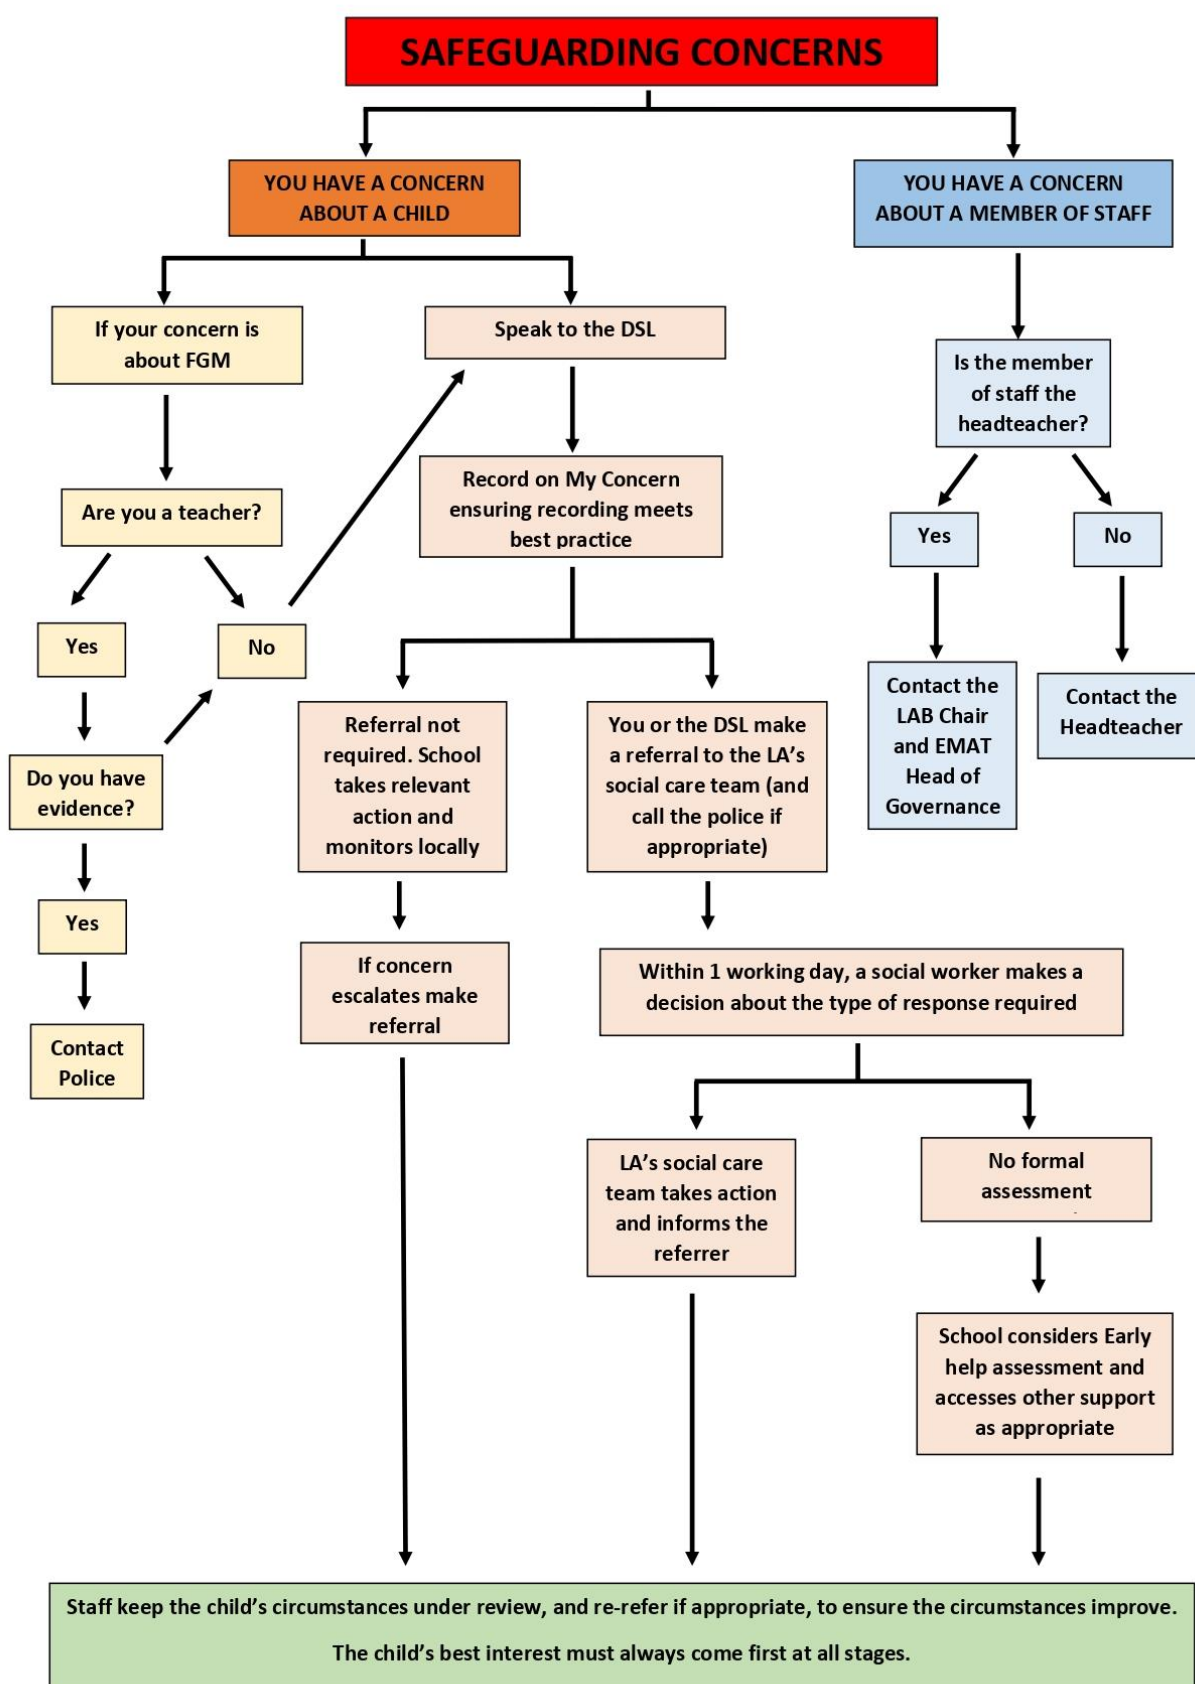 SAFEGUARDING CONCERNS
YOU HAVE A CONCERN
ABOUT A CHILD
YOU HAVE A CONCERN
ABOUT A MEMBER OF STAFF
If your concern is
about FGM
Speak to the DSL
Is the member
of staff the
headteacher?
Record on My Concern
ensuring recording meets
best practice
Are you a teacher?
Yes
No
Yes
No
Do you have
evidence?
Referral not
required. School
takes relevant
action and
monitors locally
You or the DSL make
a referral to the LA’s
social care team (and
call the police if
appropriate)
Contact the
LAB Chair
and EMAT
Head of
Governance
Contact the
Headteacher
Yes
If concern
escalates make
referral
Within 1 working day, a social worker makes a
decision about the type of response required
Contact
Police
LA’s social care
team takes action
and informs the
referrer
No formal
assessment
School considers Early
help assessment and
accesses other support
as appropriate
Staff keep the child’s circumstances under review, and re-refer if appropriate, to ensure the circumstances improve.
The child’s best interest must always come first at all stages.